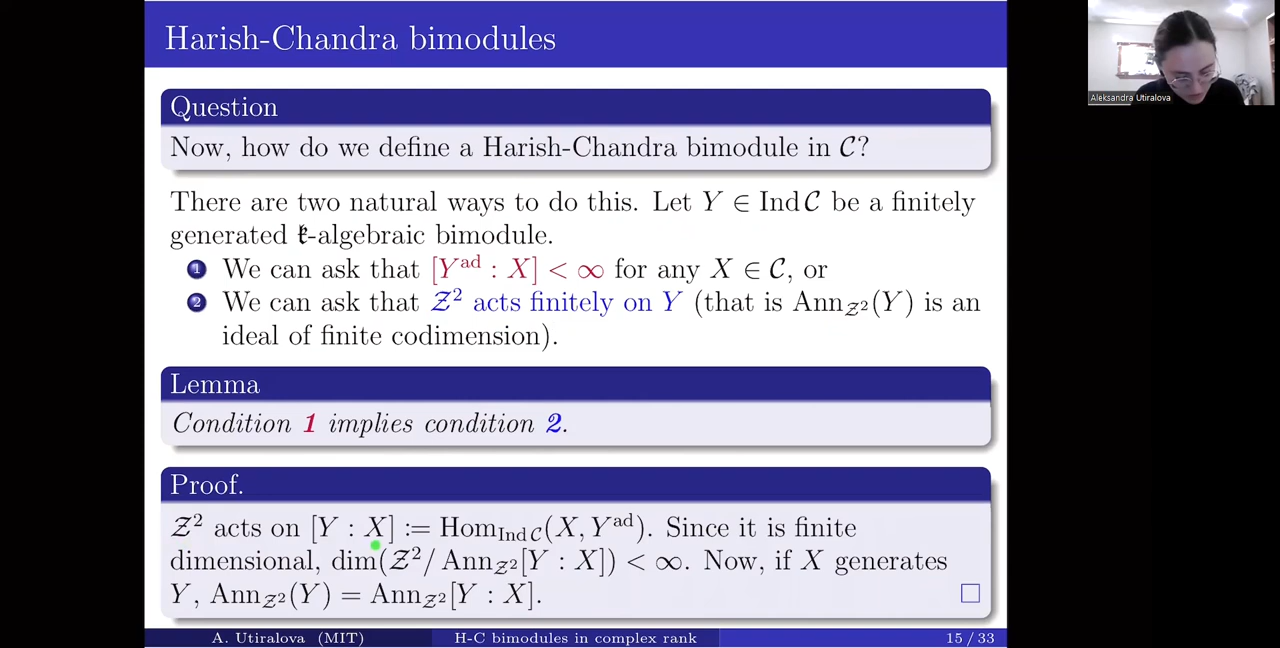 Harish-Chandra bimodules
Aleksandra Utiralova
Question
Now, how do we define a Harish-Chandra bimodule in 𝒞?
There are two natural ways to do this. Let Y ∈ Ind 𝒞 be a finitely
generated 𝔨-algebraic bimodule.
1 We can ask that [Y^ad : X] < ∞ for any X ∈ 𝒞, or
2 We can ask that 𝒵² acts finitely on Y (that is Ann_𝒵²(Y) is an
ideal of finite codimension).
Lemma
Condition 1 implies condition 2.
Proof.
𝒵² acts on [Y : X] := Hom_Ind 𝒞(X, Y^ad). Since it is finite
dimensional, dim(𝒵²/ Ann_𝒵²[Y : X]) < ∞. Now, if X generates
Y, Ann_𝒵²(Y) = Ann_𝒵²[Y : X]. □
A. Utiralova (MIT) H-C bimodules in complex rank 15 / 33